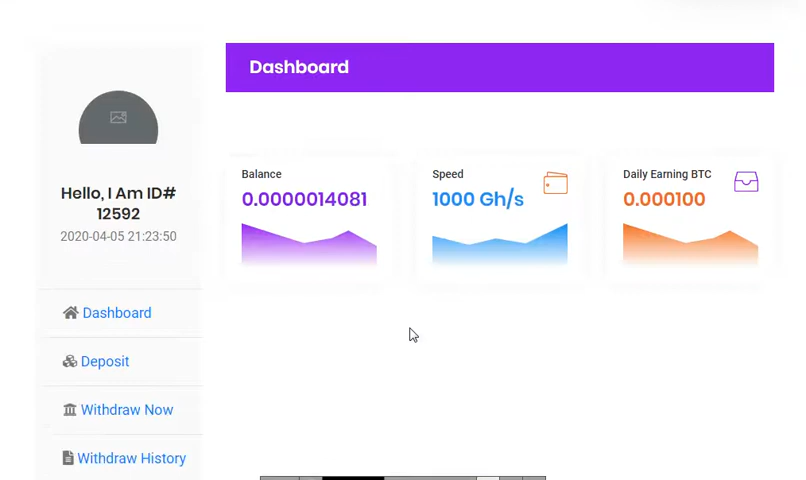 Dashboard
Hello, I Am ID#
12592
2020-04-05 21:23:50
Dashboard
Deposit
Withdraw Now
Withdraw History
Balance
0.0000014081
Speed
1000 Gh/s
Daily Earning BTC
0.000100